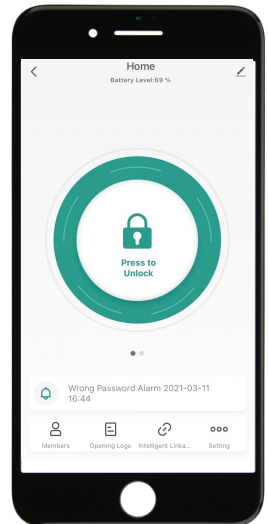 Home
Battery Level:69 %
Press to
Unlock
Wrong Password Alarm 2021-03-11
16:44
Members Opening Logs Intelligent Linka... Setting